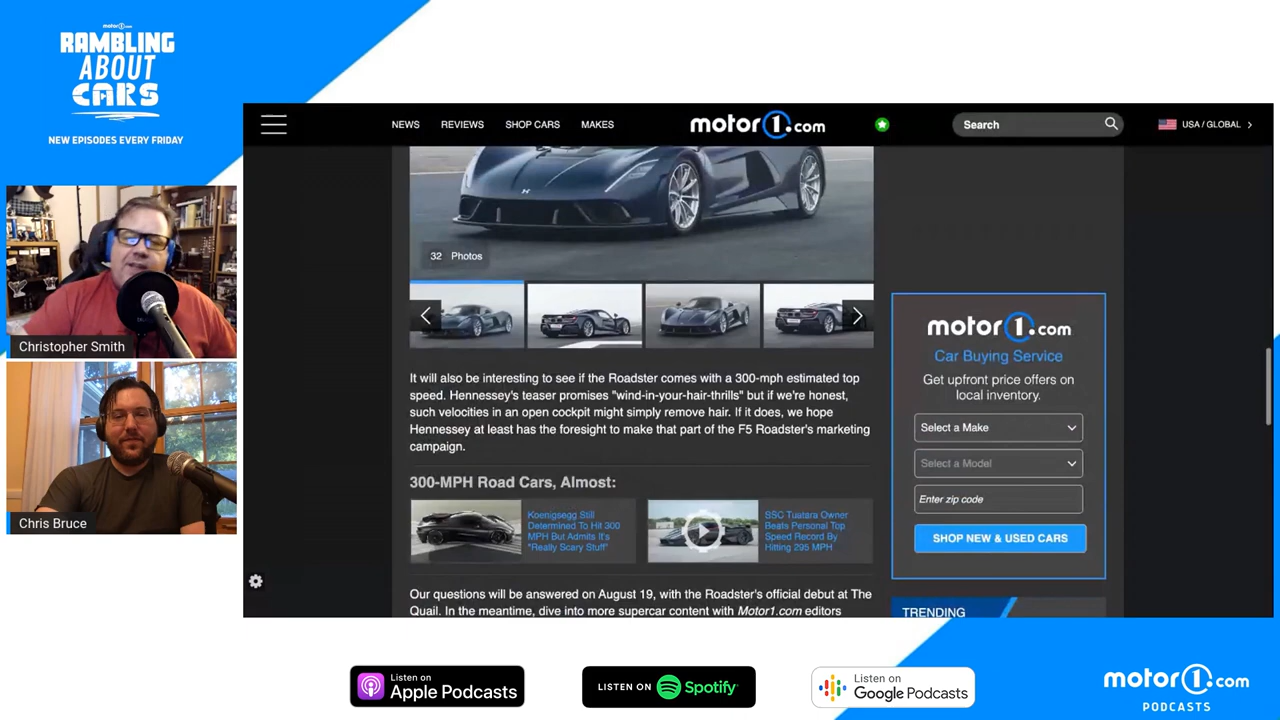 motor1.com
RAMBLING
ABOUT
CARS
NEW EPISODES EVERY FRIDAY
Christopher Smith
Chris Bruce
NEWS REVIEWS SHOP CARS MAKES
motor1.com
Search
USA / GLOBAL
32 Photos
It will also be interesting to see if the Roadster comes with a 300-mph estimated top
speed. Hennessey's teaser promises "wind-in-your-hair-thrills" but if we're honest,
such velocities in an open cockpit might simply remove hair. If it does, we hope
Hennessey at least has the foresight to make that part of the F5 Roadster's marketing
campaign.
300-MPH Road Cars, Almost:
Koenigsegg Still
Determined To Hit 300
MPH But Admits It's
"Really Scary Stuff"
SSC Tuatara Owner
Beats Personal Top
Speed Record By
Hitting 295 MPH
Our questions will be answered on August 19, with the Roadster's official debut at The
Quail. In the meantime, dive into more supercar content with Motor1.com editors
motor1.com
Car Buying Service
Get upfront price offers on
local inventory.
Select a Make
Select a Model
Enter zip code
SHOP NEW & USED CARS
TRENDING
Listen on
Apple Podcasts
LISTEN ON Spotify
Listen on
Google Podcasts
motor1.com
PODCASTS